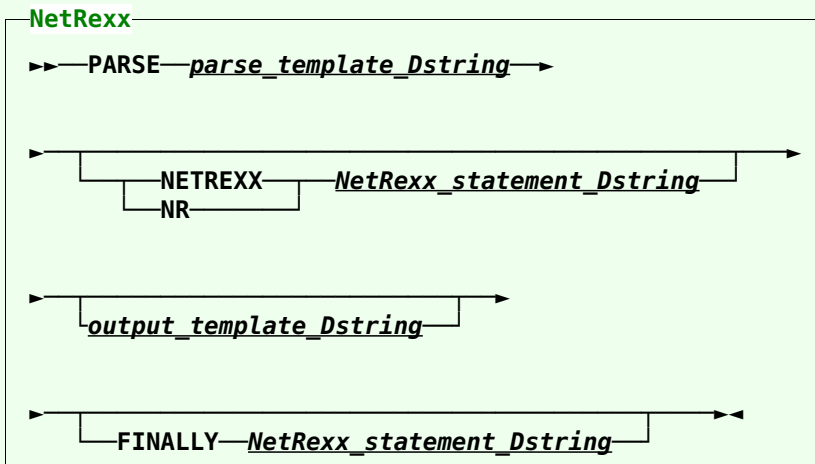 NetRexx
►►──PARSE──parse_template_Dstring──►
NETREXX NetRexx_statement_Dstring
NR
output_template_Dstring
FINALLY──NetRexx_statement_Dstring